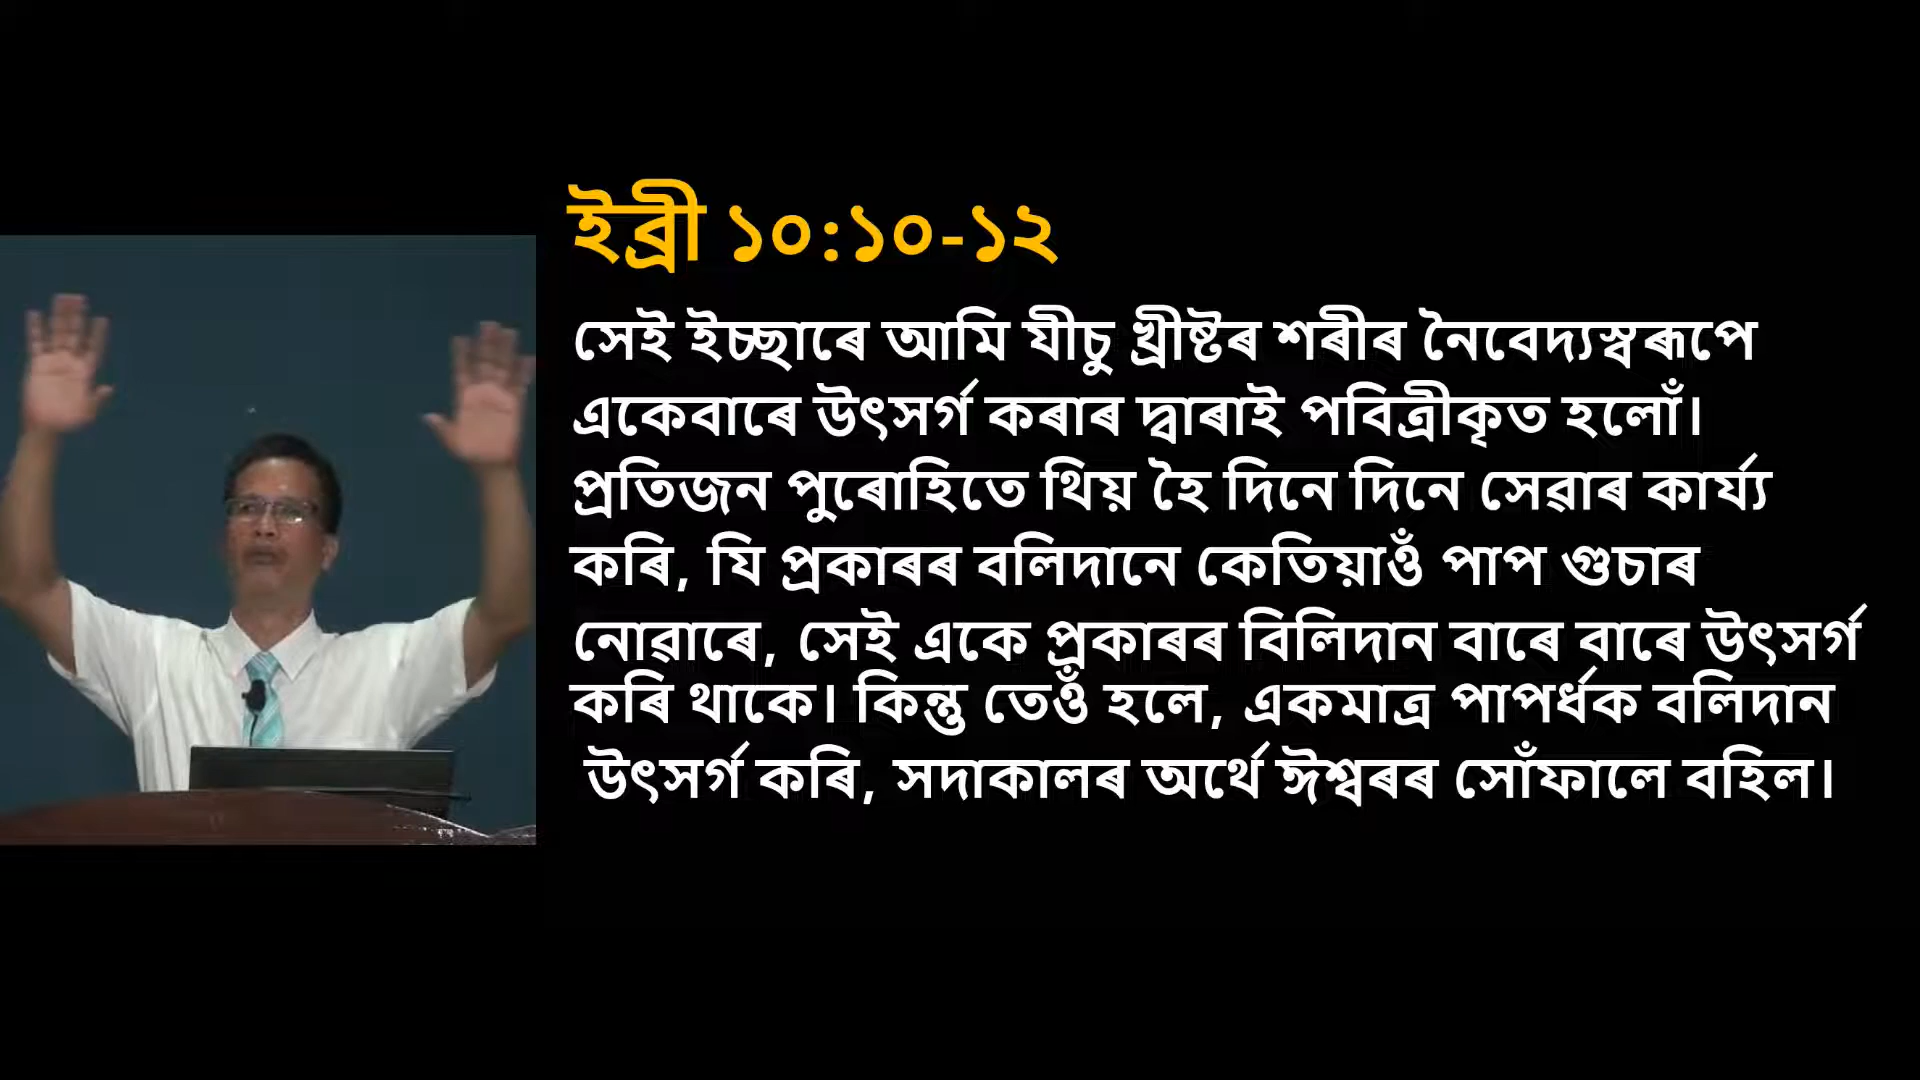 ইব্ৰী ১০:১০-১২
সেই ইচ্ছাৰে আমি যীচু খ্ৰীষ্টৰ শৰীৰ নৈবেদ্যস্বৰূপে
একেবাৰে উৎসৰ্গ কৰাৰ দ্বাৰাই পবিত্ৰীকৃত হলোঁ।
প্ৰতিজন পুৰোহিতে থিয় হৈ দিনে দিনে সেৱাৰ কাৰ্য্য
কৰি, যি প্ৰকাৰৰ বলিদানে কেতিয়াওঁ পাপ গুচাৰ
নোৱাৰে, সেই একে প্ৰকাৰৰ বিলিদান বাৰে বাৰে উৎসৰ্গ
কৰি থাকে। কিন্তু তেওঁ হলে, একমাত্ৰ পাপৰ্ধক বলিদান
উৎসৰ্গ কৰি, সদাকালৰ অৰ্থে ঈশ্বৰৰ সোঁফালে বহিল।